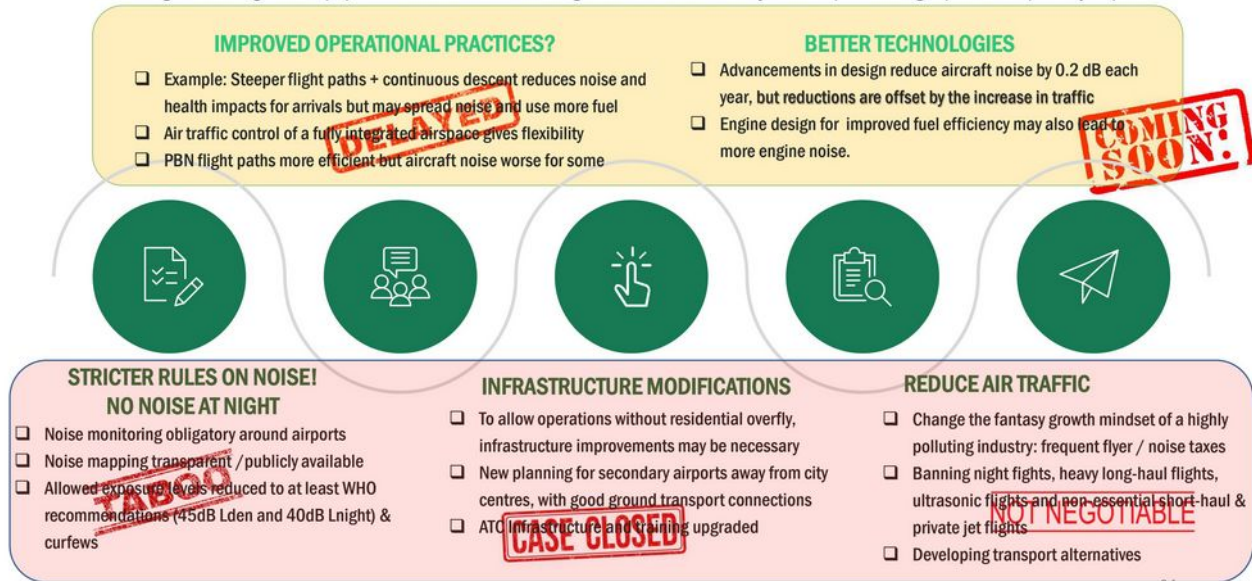 IMPROVED OPERATIONAL PRACTICES?
Example: Steeper flight paths + continuous descent reduces noise and
health impacts for arrivals but may spread noise and use more fuel
Air traffic control of a fully integrated airspace gives flexibility
PBN flight paths more efficient but aircraft noise worse for some
DELAYED
BETTER TECHNOLOGIES
Advancements in design reduce aircraft noise by 0.2 dB each
year, but reductions are offset by the increase in traffic
Engine design for improved fuel efficiency may also lead to
more engine noise.
COMING
SOON!
STRICTER RULES ON NOISE!
NO NOISE AT NIGHT
Noise monitoring obligatory around airports
Noise mapping transparent /publicly available
Allowed exposure levels reduced to at least WHO
recommendations (45dB Lden and 40dB Lnight) &
curfews
TABOO
INFRASTRUCTURE MODIFICATIONS
To allow operations without residential overfly,
infrastructure improvements may be necessary
New planning for secondary airports away from city
centres, with good ground transport connections
ATC Infrastructure and training upgraded
CASE CLOSED
REDUCE AIR TRAFFIC
Change the fantasy growth mindset of a highly
polluting industry: frequent flyer / noise taxes
Banning night fights, heavy long-haul flights,
ultrasonic flights and non-essential short-haul &
private jet flights
NOT NEGOTIABLE
Developing transport alternatives